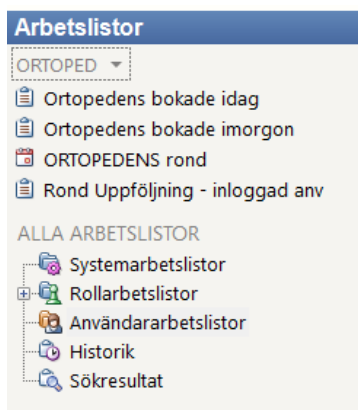 Arbetslistor
ORTOPED
Ortopedens bokade idag
Ortopedens bokade imorgon
ORTOPEDENS rond
Rond Uppföljning - inloggad anv
ALLA ARBETSLISTOR
Systemarbetslistor
Rollarbetslistor
Användararbetslistor
Historik
Sökresultat